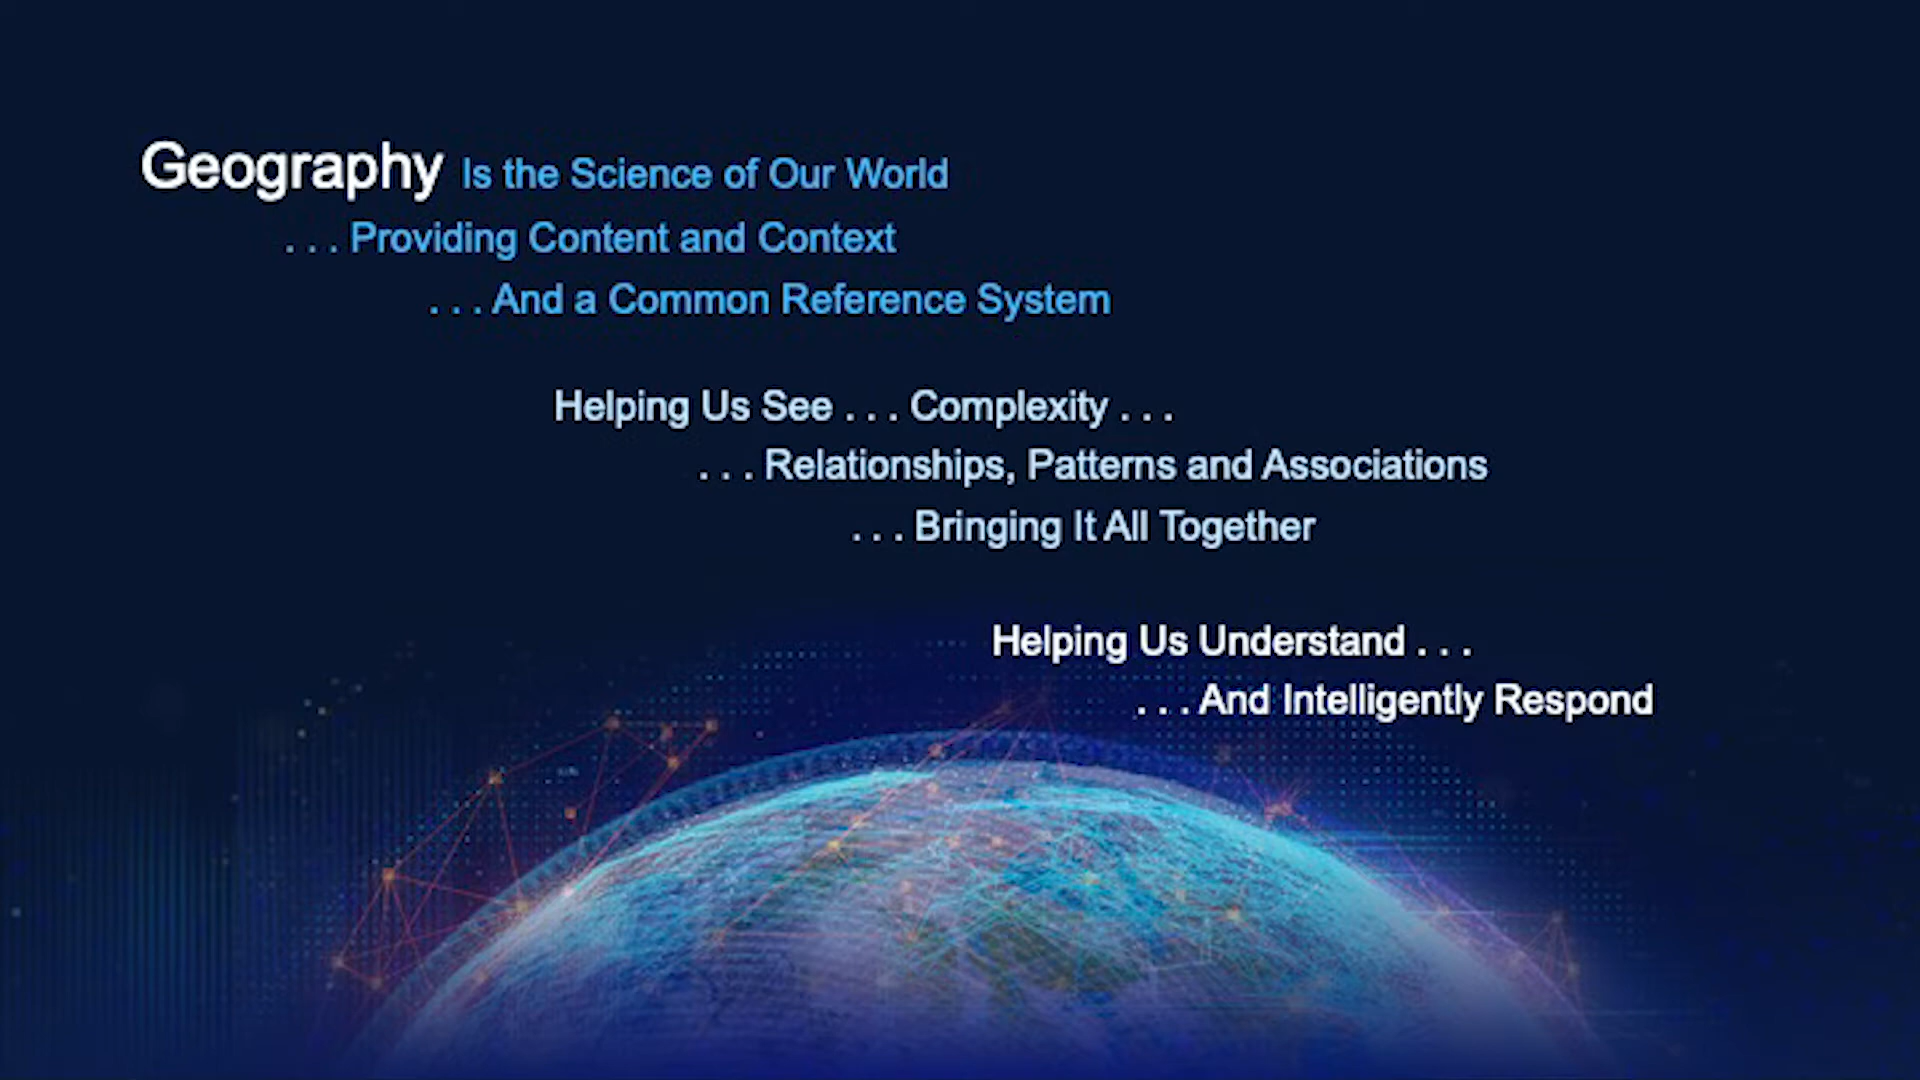 Geography Is the Science of Our World
. . . Providing Content and Context
. . . And a Common Reference System
Helping Us See . . . Complexity . . .
. . . Relationships, Patterns and Associations
. . . Bringing It All Together
Helping Us Understand . . .
. . . And Intelligently Respond